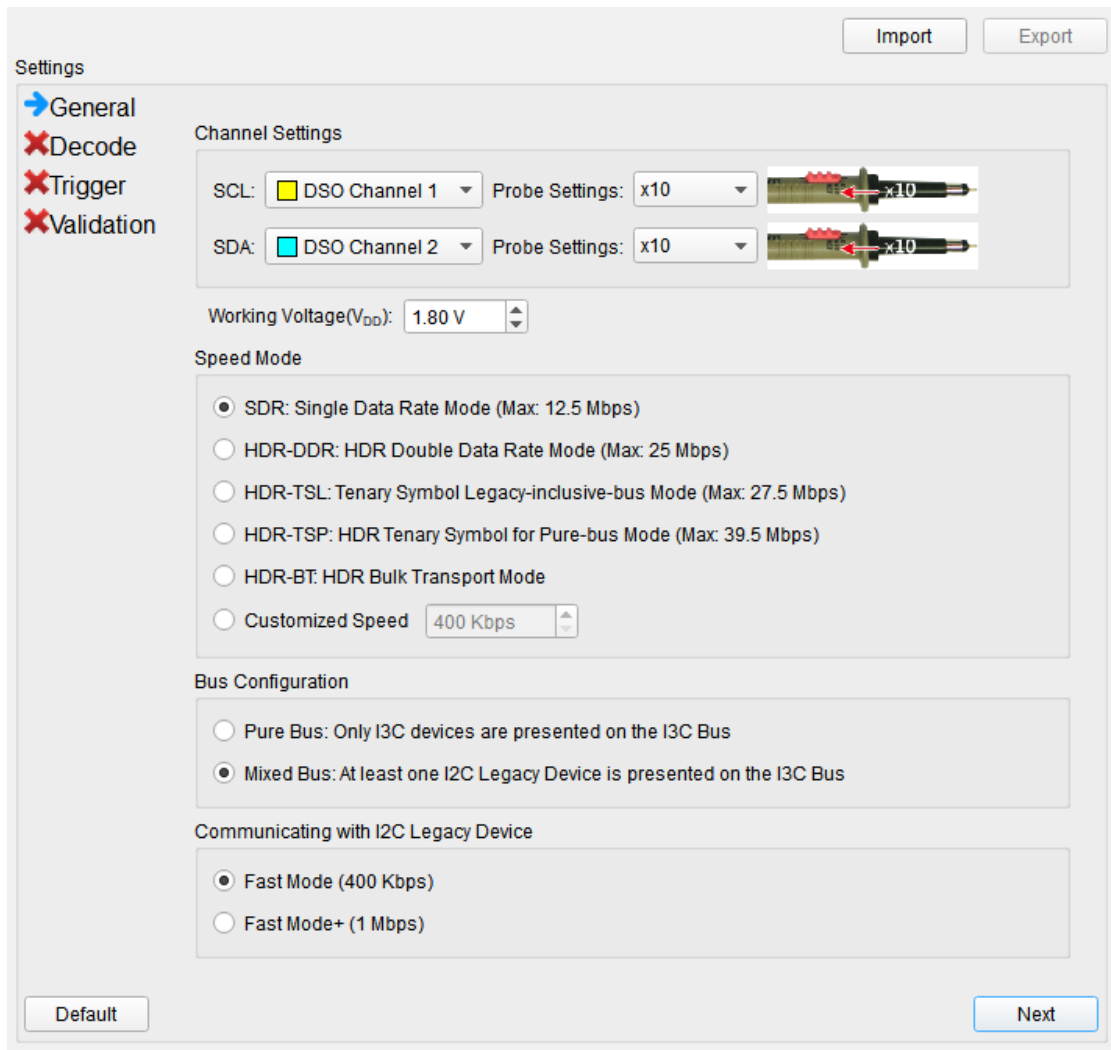 Import Export
Settings
General
Decode
Trigger
Validation
Channel Settings
SCL: DSO Channel 1 Probe Settings: x10 x10
SDA: DSO Channel 2 Probe Settings: x10 x10
Working Voltage(VDD): 1.80 V
Speed Mode
SDR: Single Data Rate Mode (Max: 12.5 Mbps)
HDR-DDR: HDR Double Data Rate Mode (Max: 25 Mbps)
HDR-TSL: Tenary Symbol Legacy-inclusive-bus Mode (Max: 27.5 Mbps)
HDR-TSP: HDR Tenary Symbol for Pure-bus Mode (Max: 39.5 Mbps)
HDR-BT: HDR Bulk Transport Mode
Customized Speed 400 Kbps
Bus Configuration
Pure Bus: Only I3C devices are presented on the I3C Bus
Mixed Bus: At least one I2C Legacy Device is presented on the I3C Bus
Communicating with I2C Legacy Device
Fast Mode (400 Kbps)
Fast Mode+ (1 Mbps)
Default Next